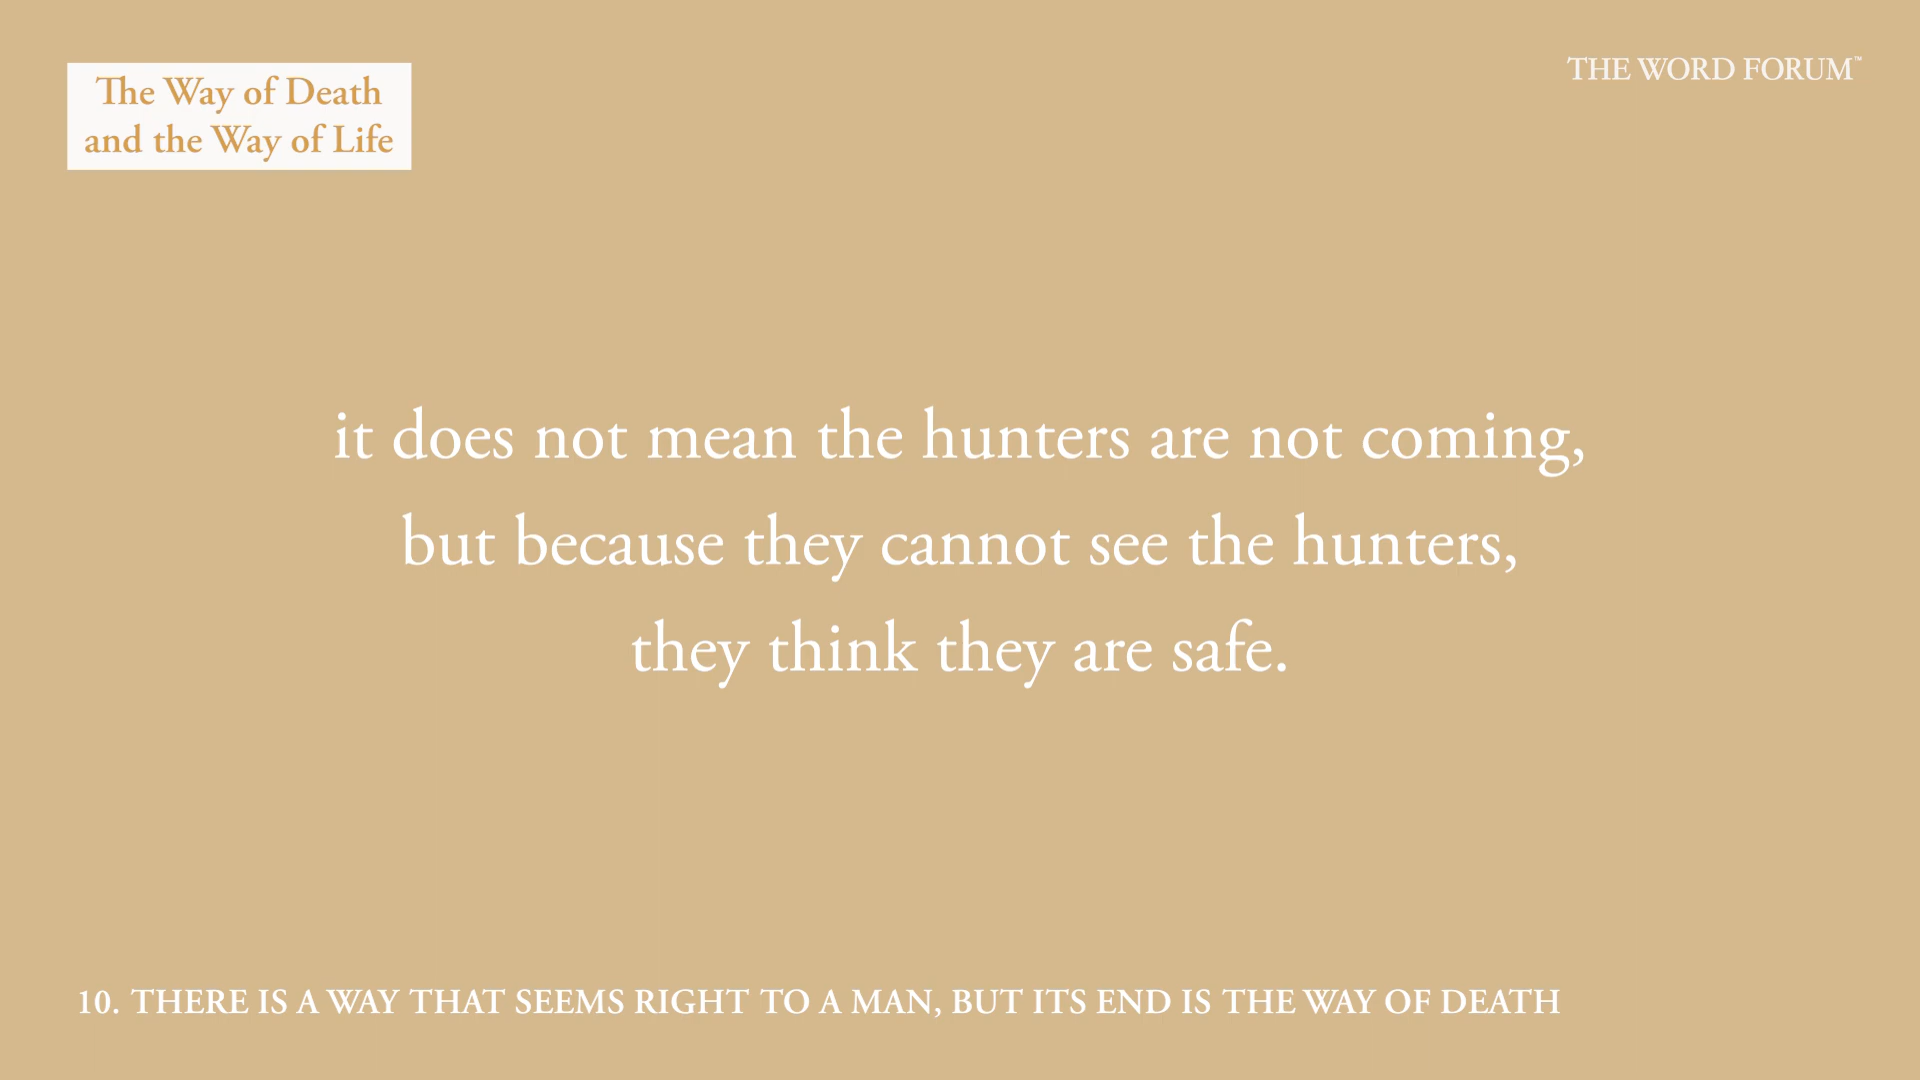 The Way of Death
and the Way of Life
THE WORD FORUM™
it does not mean the hunters are not coming,
but because they cannot see the hunters,
they think they are safe.
10. THERE IS A WAY THAT SEEMS RIGHT TO A MAN, BUT ITS END IS THE WAY OF DEATH